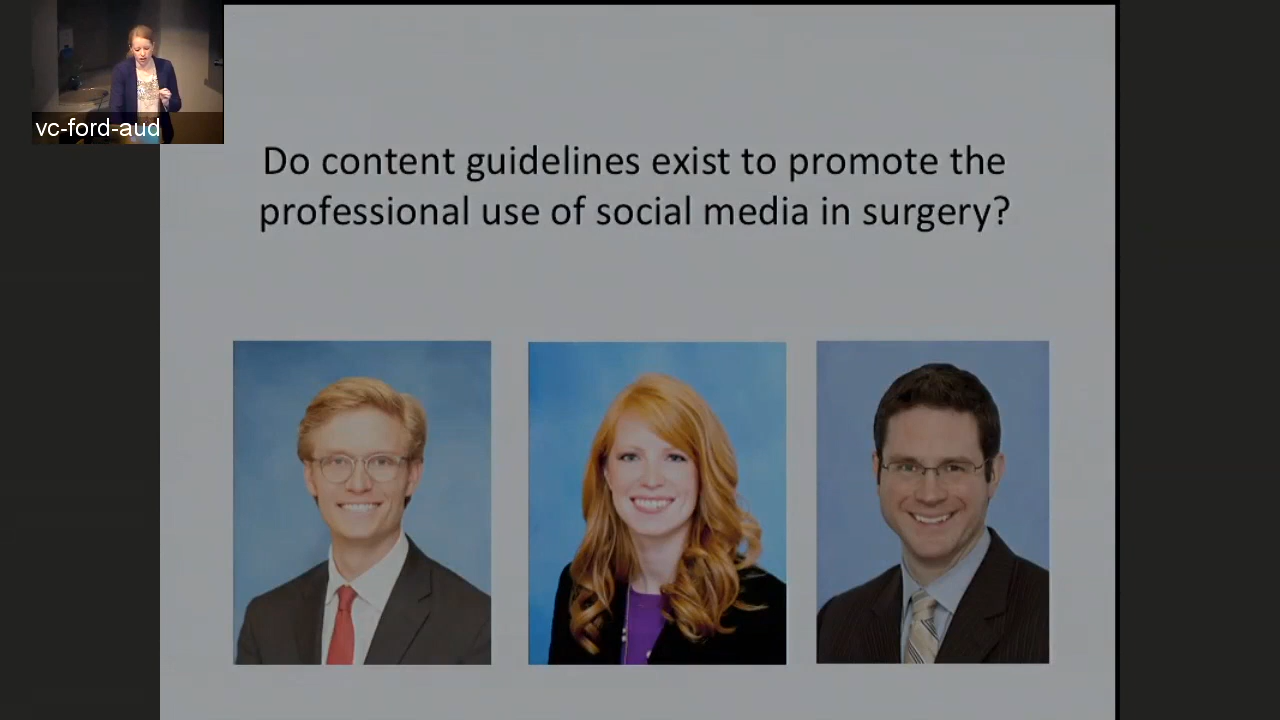 vc-ford-aud
Do content guidelines exist to promote the
professional use of social media in surgery?